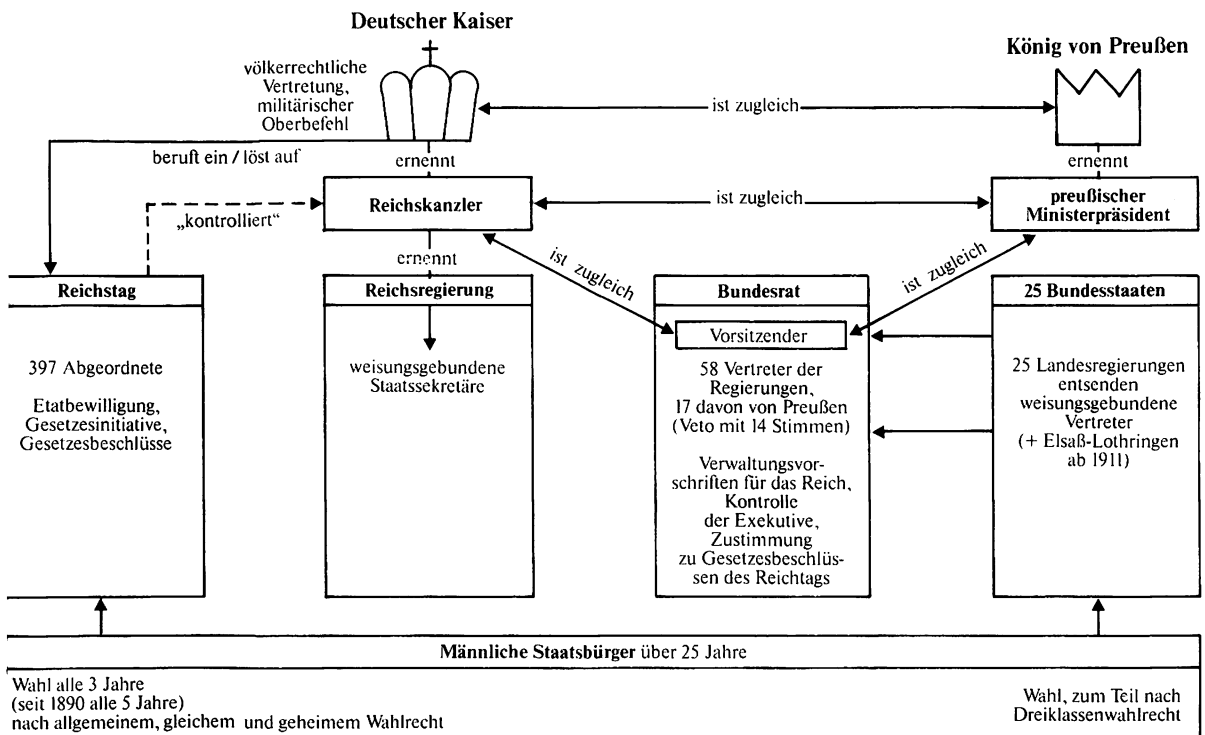 Deutscher Kaiser
König von Preußen
völkerrechtliche
Vertretung,
militärischer
Oberbefehl
ist zugleich
beruft ein / löst auf
ernennt
ernennt
Reichskanzler
ist zugleich
preußischer
Ministerpräsident
„kontrolliert“
ernennt
ist zugleich
ist zugleich
Reichstag
Reichsregierung
Bundesrat
25 Bundesstaaten
Vorsitzender
397 Abgeordnete
Etatbewilligung,
Gesetzesinitiative,
Gesetzesbeschlüsse
weisungsgebundene
Staatssekretäre
58 Vertreter der
Regierungen,
17 davon von Preußen
(Veto mit 14 Stimmen)
Verwaltungsvor-
schriften für das Reich,
Kontrolle
der Exekutive,
Zustimmung
zu Gesetzesbeschlüs-
sen des Reichtags
25 Landesregierungen
entsenden
weisungsgebundene
Vertreter
(+ Elsaß-Lothringen
ab 1911)
Männliche Staatsbürger über 25 Jahre
Wahl alle 3 Jahre
(seit 1890 alle 5 Jahre)
nach allgemeinem, gleichem und geheimem Wahlrecht
Wahl, zum Teil nach
Dreiklassenwahlrecht